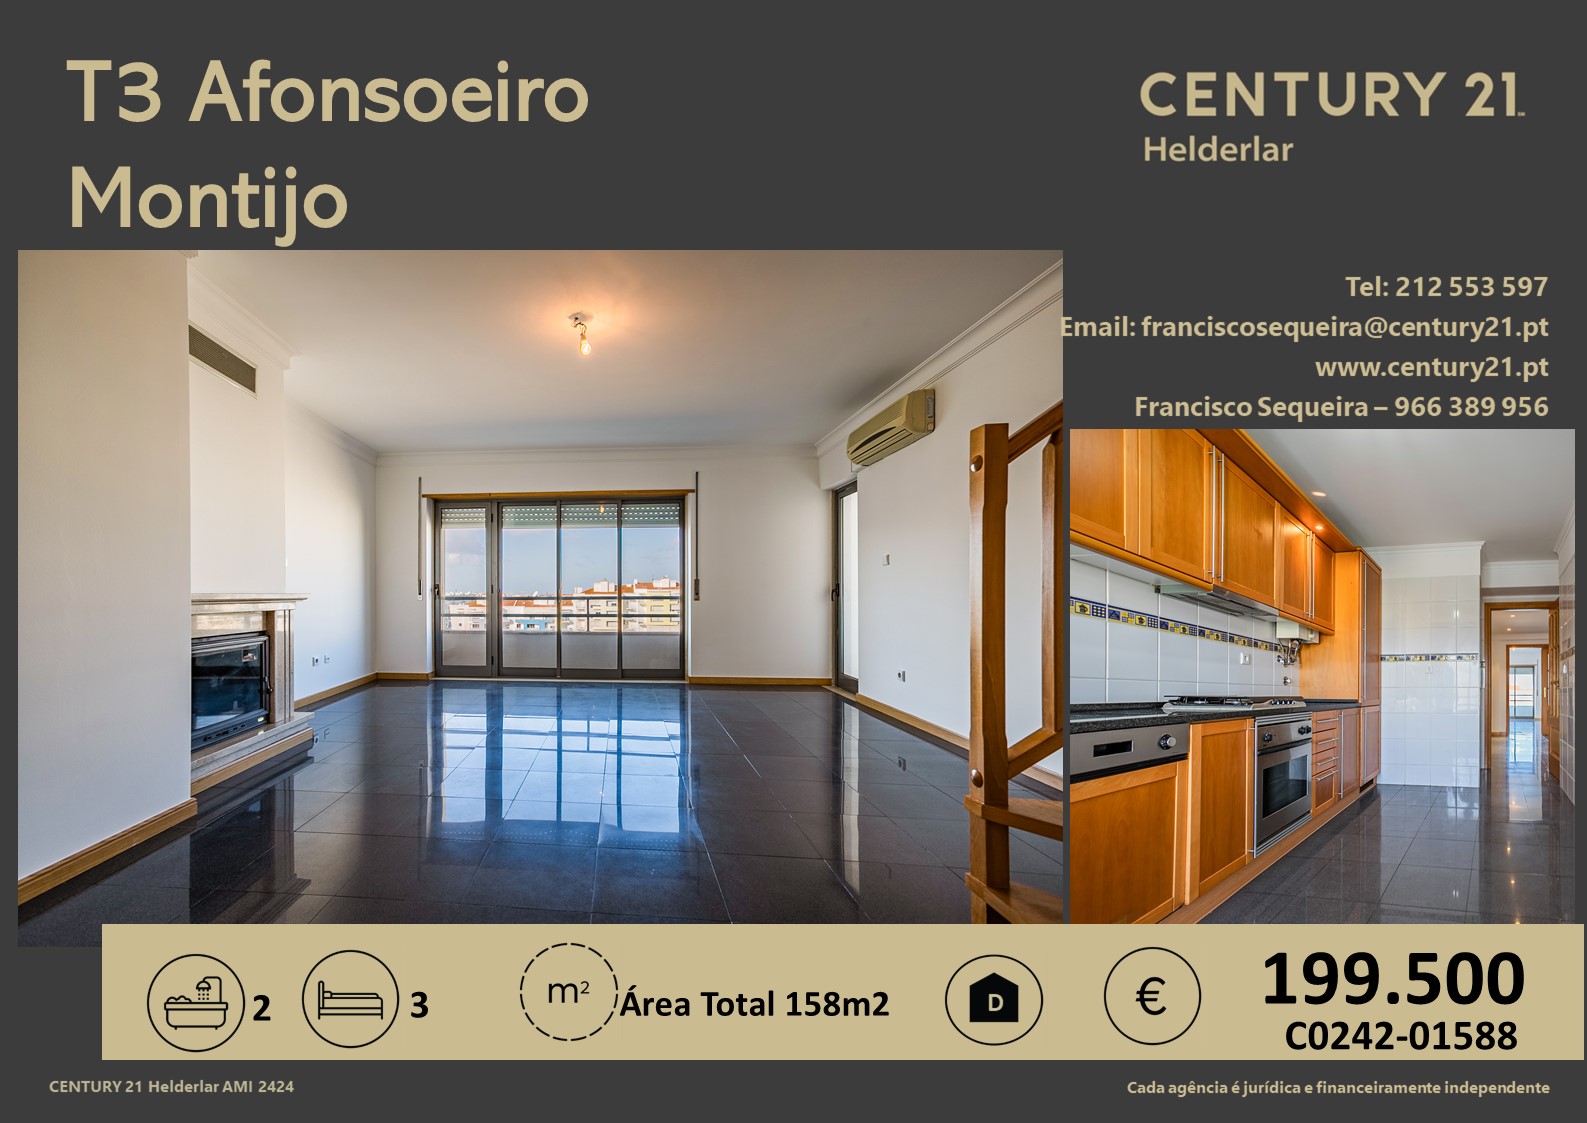 T3 Afonsoeiro
Montijo
CENTURY 21
Helderlar
Tel: 212 553 597
Email: franciscosequeira@century21.pt
www.century21.pt
Francisco Sequeira – 966 389 956
2
3
m²
Área Total 158m2
D
€
199.500
C0242-01588
CENTURY 21 Helderlar AMI 2424
Cada agência é jurídica e financeiramente independente